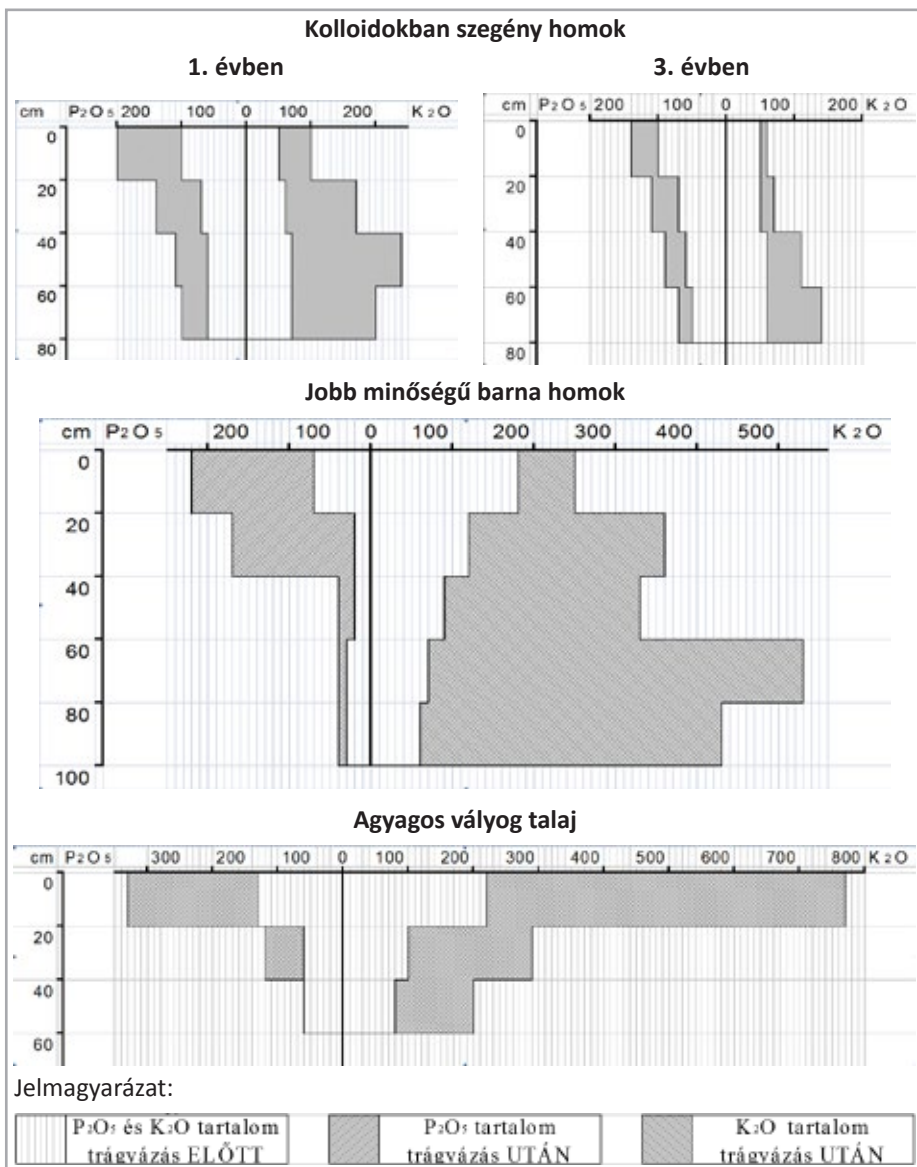 Kolloidokban szegény homok
1. évben
3. évben
cm P₂O₅ 200 100 0 100 200 K₂O
0
20
40
60
80
cm P₂O₅ 200 100 0 100 200 K₂O
0
20
40
60
80
Jobb minőségű barna homok
cm P₂O₅ 200 100 0 100 200 300 400 500 K₂O
0
20
40
60
80
100
Agyagos vályog talaj
cm P₂O₅ 300 200 100 0 100 200 300 400 500 600 700 800 K₂O
0
20
40
60
Jelmagyarázat:
P₂O₅ és K₂O tartalom
trágyázás ELŐTT
P₂O₅ tartalom
trágyázás UTÁN
K₂O tartalom
trágyázás UTÁN